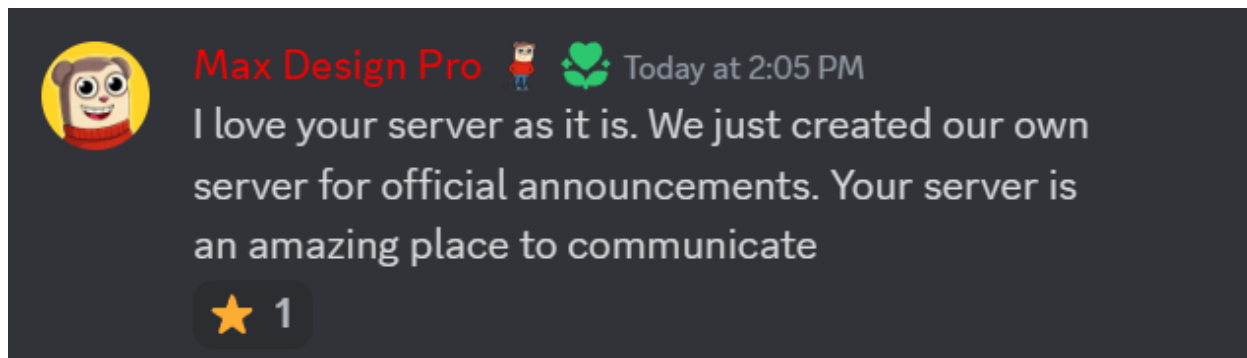 Max Design Pro Today at 2:05 PM
I love your server as it is. We just created our own
server for official announcements. Your server is
an amazing place to communicate
1